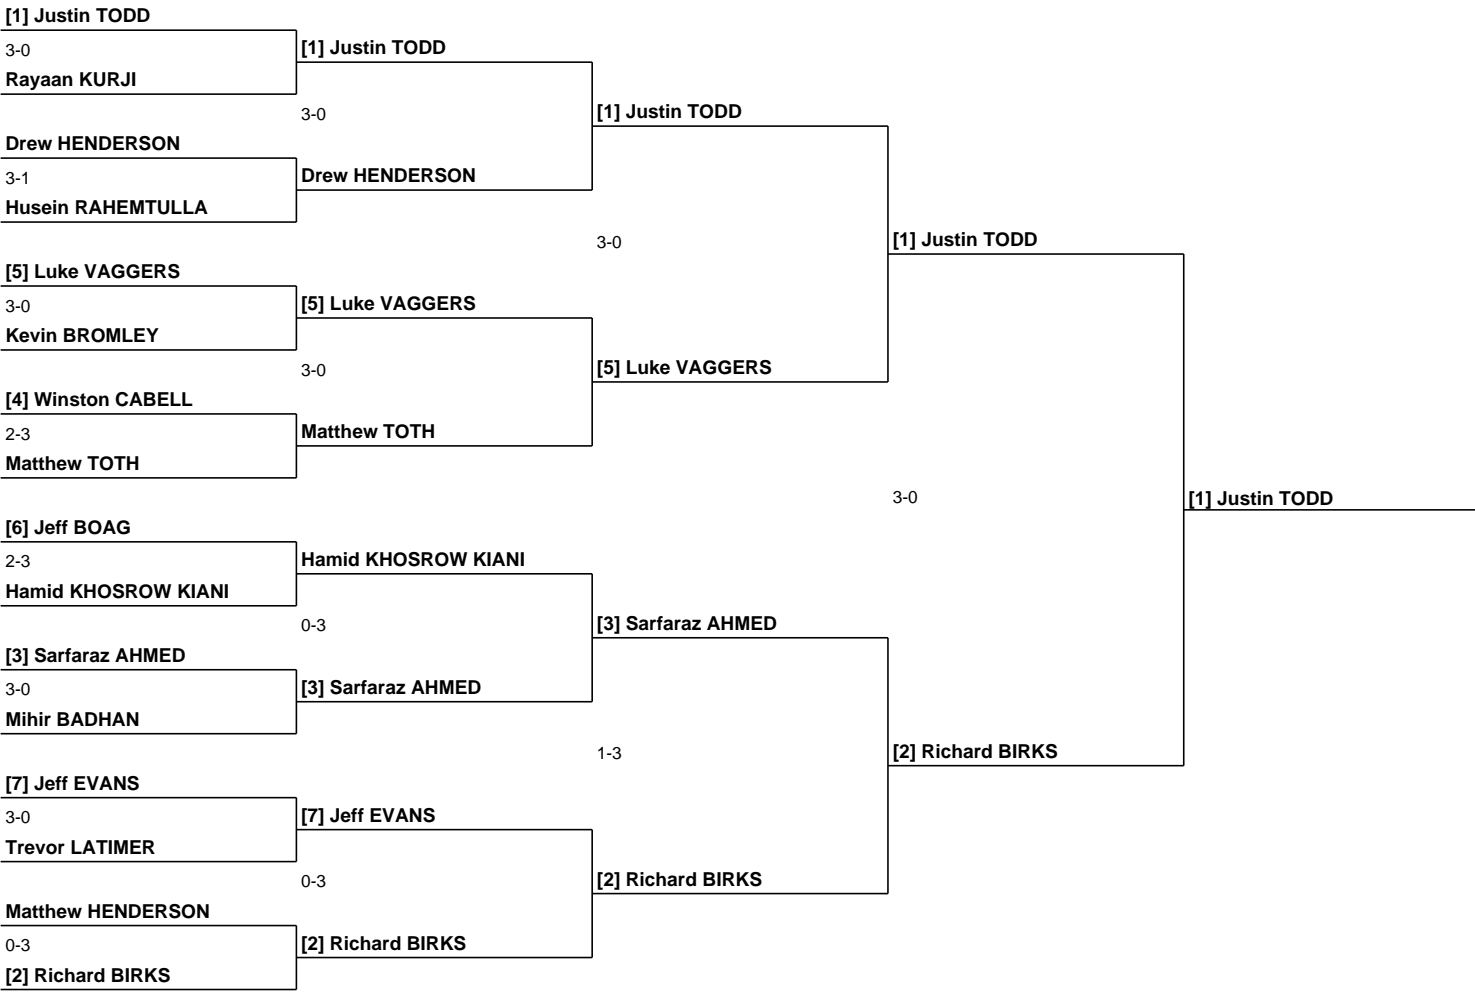 [1] Justin TODD
3-0
Rayaan KURJI
Drew HENDERSON
3-1
Husein RAHEMTULLA
[5] Luke VAGGERS
3-0
Kevin BROMLEY
[4] Winston CABELL
2-3
Matthew TOTH
[6] Jeff BOAG
2-3
Hamid KHOSROW KIANI
[3] Sarfaraz AHMED
3-0
Mihir BADHAN
[7] Jeff EVANS
3-0
Trevor LATIMER
Matthew HENDERSON
0-3
[2] Richard BIRKS
[1] Justin TODD
3-0
Drew HENDERSON
[5] Luke VAGGERS
3-0
Matthew TOTH
Hamid KHOSROW KIANI
0-3
[3] Sarfaraz AHMED
[7] Jeff EVANS
0-3
[2] Richard BIRKS
[1] Justin TODD
3-0
[5] Luke VAGGERS
[3] Sarfaraz AHMED
1-3
[2] Richard BIRKS
[1] Justin TODD
3-0
[2] Richard BIRKS
[1] Justin TODD